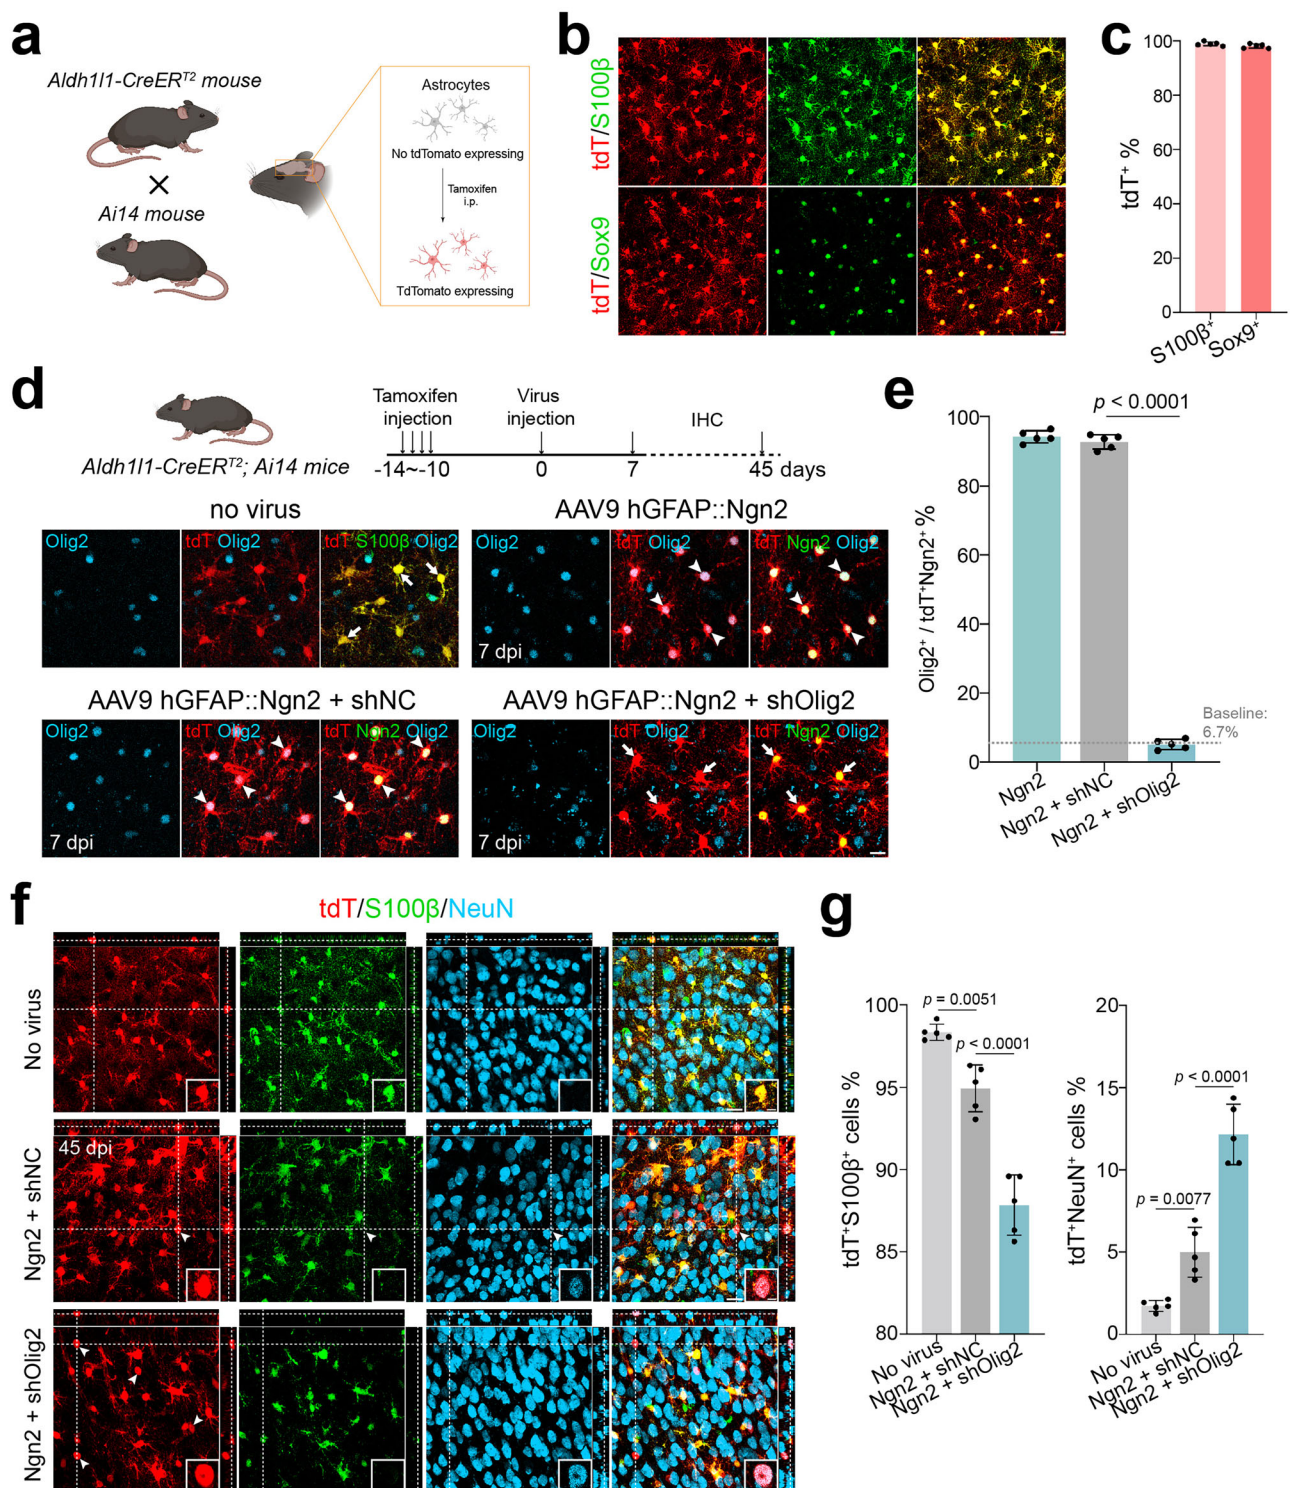 a
Aldh1l1-CreERT2 mouse
×
Ai14 mouse
Astrocytes
No tdTomato expressing
Tamoxifen
i.p.
TdTomato expressing
b
tdT/S100β
tdT/Sox9
c
tdT+ %
100
80
60
40
20
0
S100β+
Sox9+
d
Aldh1l1-CreERT2; Ai14 mice
Tamoxifen
injection
Virus
injection
IHC
-14~-10
0
7
45 days
no virus
Olig2
tdT Olig2
tdT S100β Olig2
AAV9 hGFAP::Ngn2
Olig2
tdT Olig2
tdT Ngn2 Olig2
7 dpi
AAV9 hGFAP::Ngn2 + shNC
Olig2
tdT Olig2
tdT Ngn2 Olig2
7 dpi
AAV9 hGFAP::Ngn2 + shOlig2
Olig2
tdT Olig2
tdT Ngn2 Olig2
7 dpi
e
Olig2+ / tdT+Ngn2+ %
100
80
60
40
20
0
p < 0.0001
Baseline:
6.7%
Ngn2
Ngn2 + shNC
Ngn2 + shOlig2
f
tdT/S100β/NeuN
No virus
Ngn2 + shNC
45 dpi
Ngn2 + shOlig2
g
tdT+S100β+ cells %
100
95
90
85
80
p = 0.0051
p < 0.0001
No virus
Ngn2 + shNC
Ngn2 + shOlig2
tdT+NeuN+ cells %
20
15
10
5
0
p < 0.0001
p = 0.0077
No virus
Ngn2 + shNC
Ngn2 + shOlig2